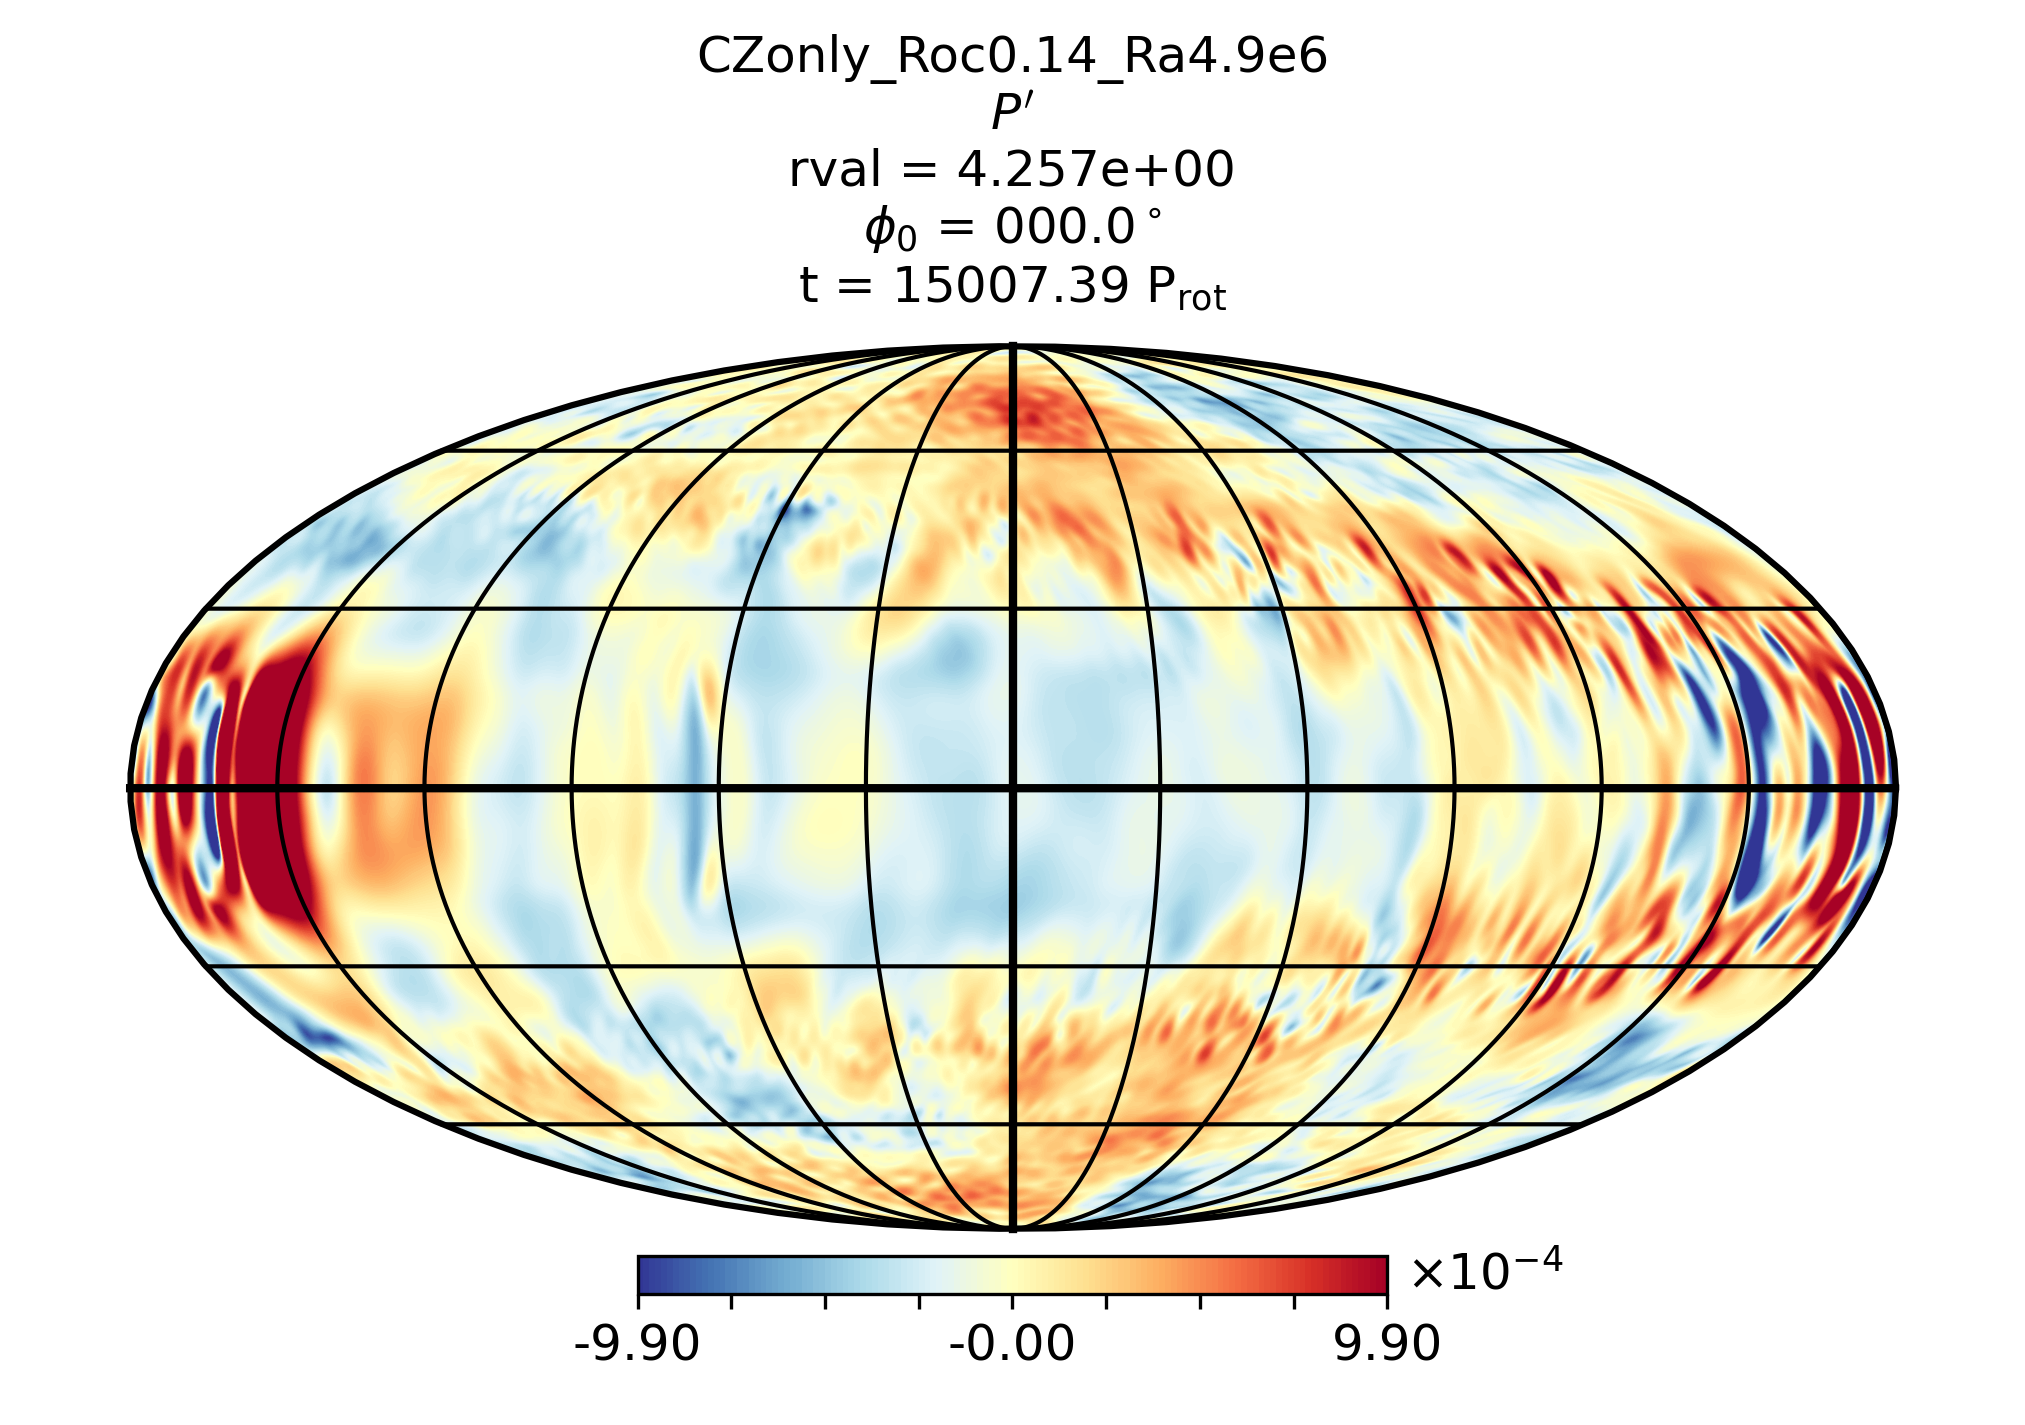 CZonly_Roc0.14_Ra4.9e6
P′
rval = 4.257e+00
ϕ₀ = 000.0°
t = 15007.39 P_rot
×10⁻⁴
-9.90 -0.00 9.90